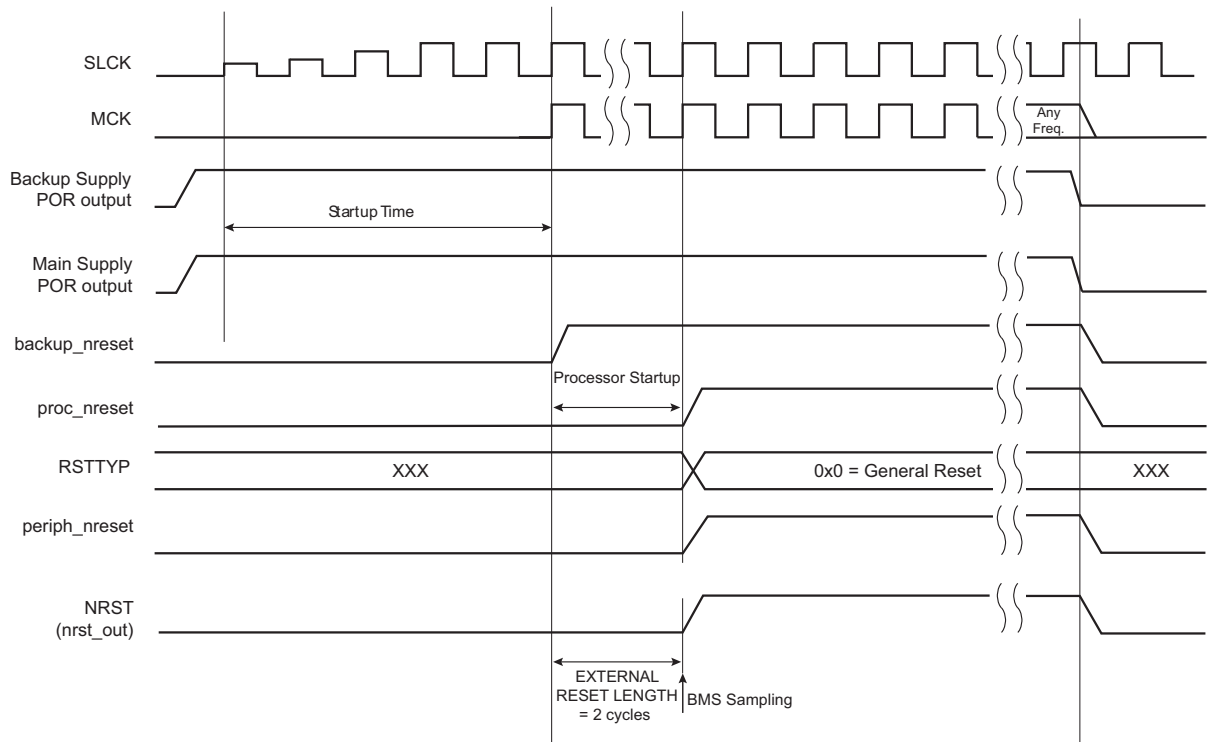 SLCK
MCK
Any
Freq.
Backup Supply
POR output
Startup Time
Main Supply
POR output
backup_nreset
Processor Startup
proc_nreset
RSTTYP
XXX
0x0 = General Reset
XXX
periph_nreset
NRST
(nrst_out)
EXTERNAL
RESET LENGTH
= 2 cycles
BMS Sampling